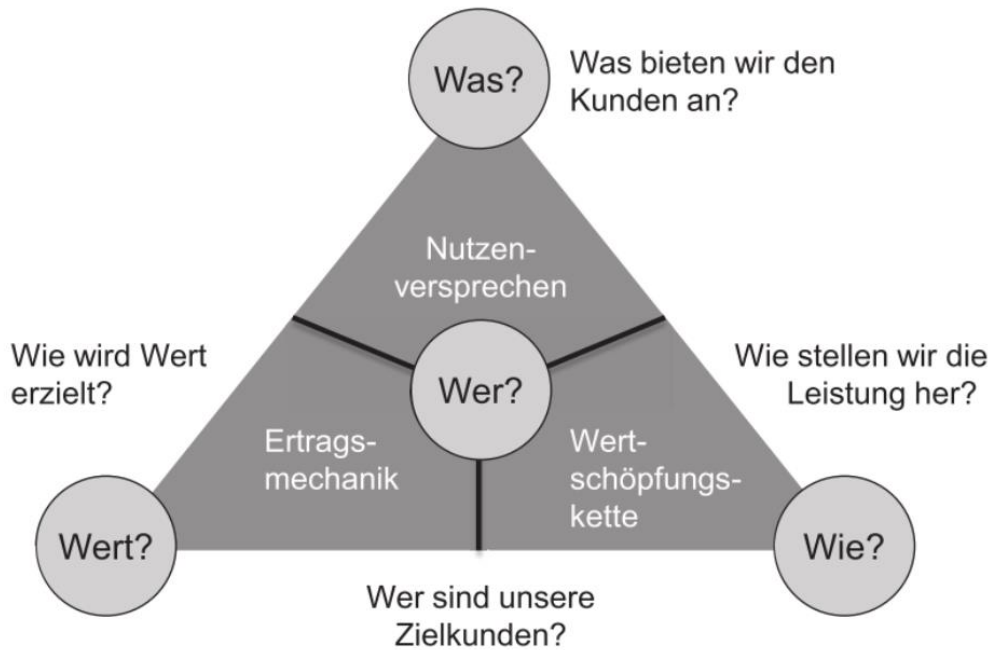 Was?
Was bieten wir den
Kunden an?
Nutzen-
versprechen
Wie wird Wert
erzielt?
Wer?
Wie stellen wir die
Leistung her?
Ertrags-
mechanik
Wert-
schöpfungs-
kette
Wert?
Wie?
Wer sind unsere
Zielkunden?